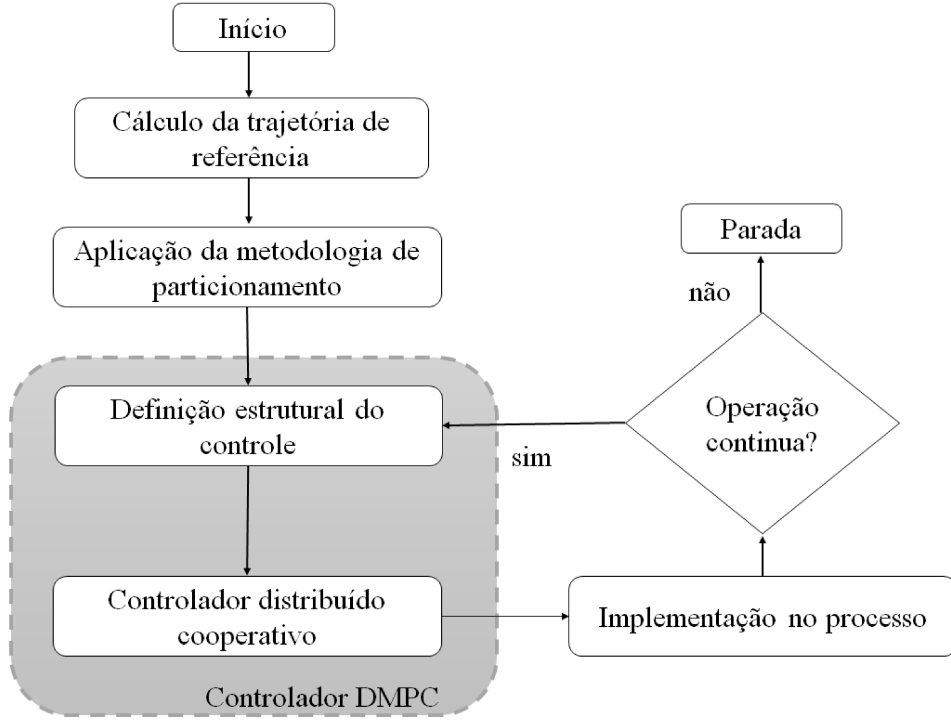 Início
Cálculo da trajetória de
referência
Aplicação da metodologia de
particionamento
Definição estrutural do
controle
Controlador distribuído
cooperativo
Controlador DMPC
Implementação no processo
Operação
continua?
sim
não
Parada